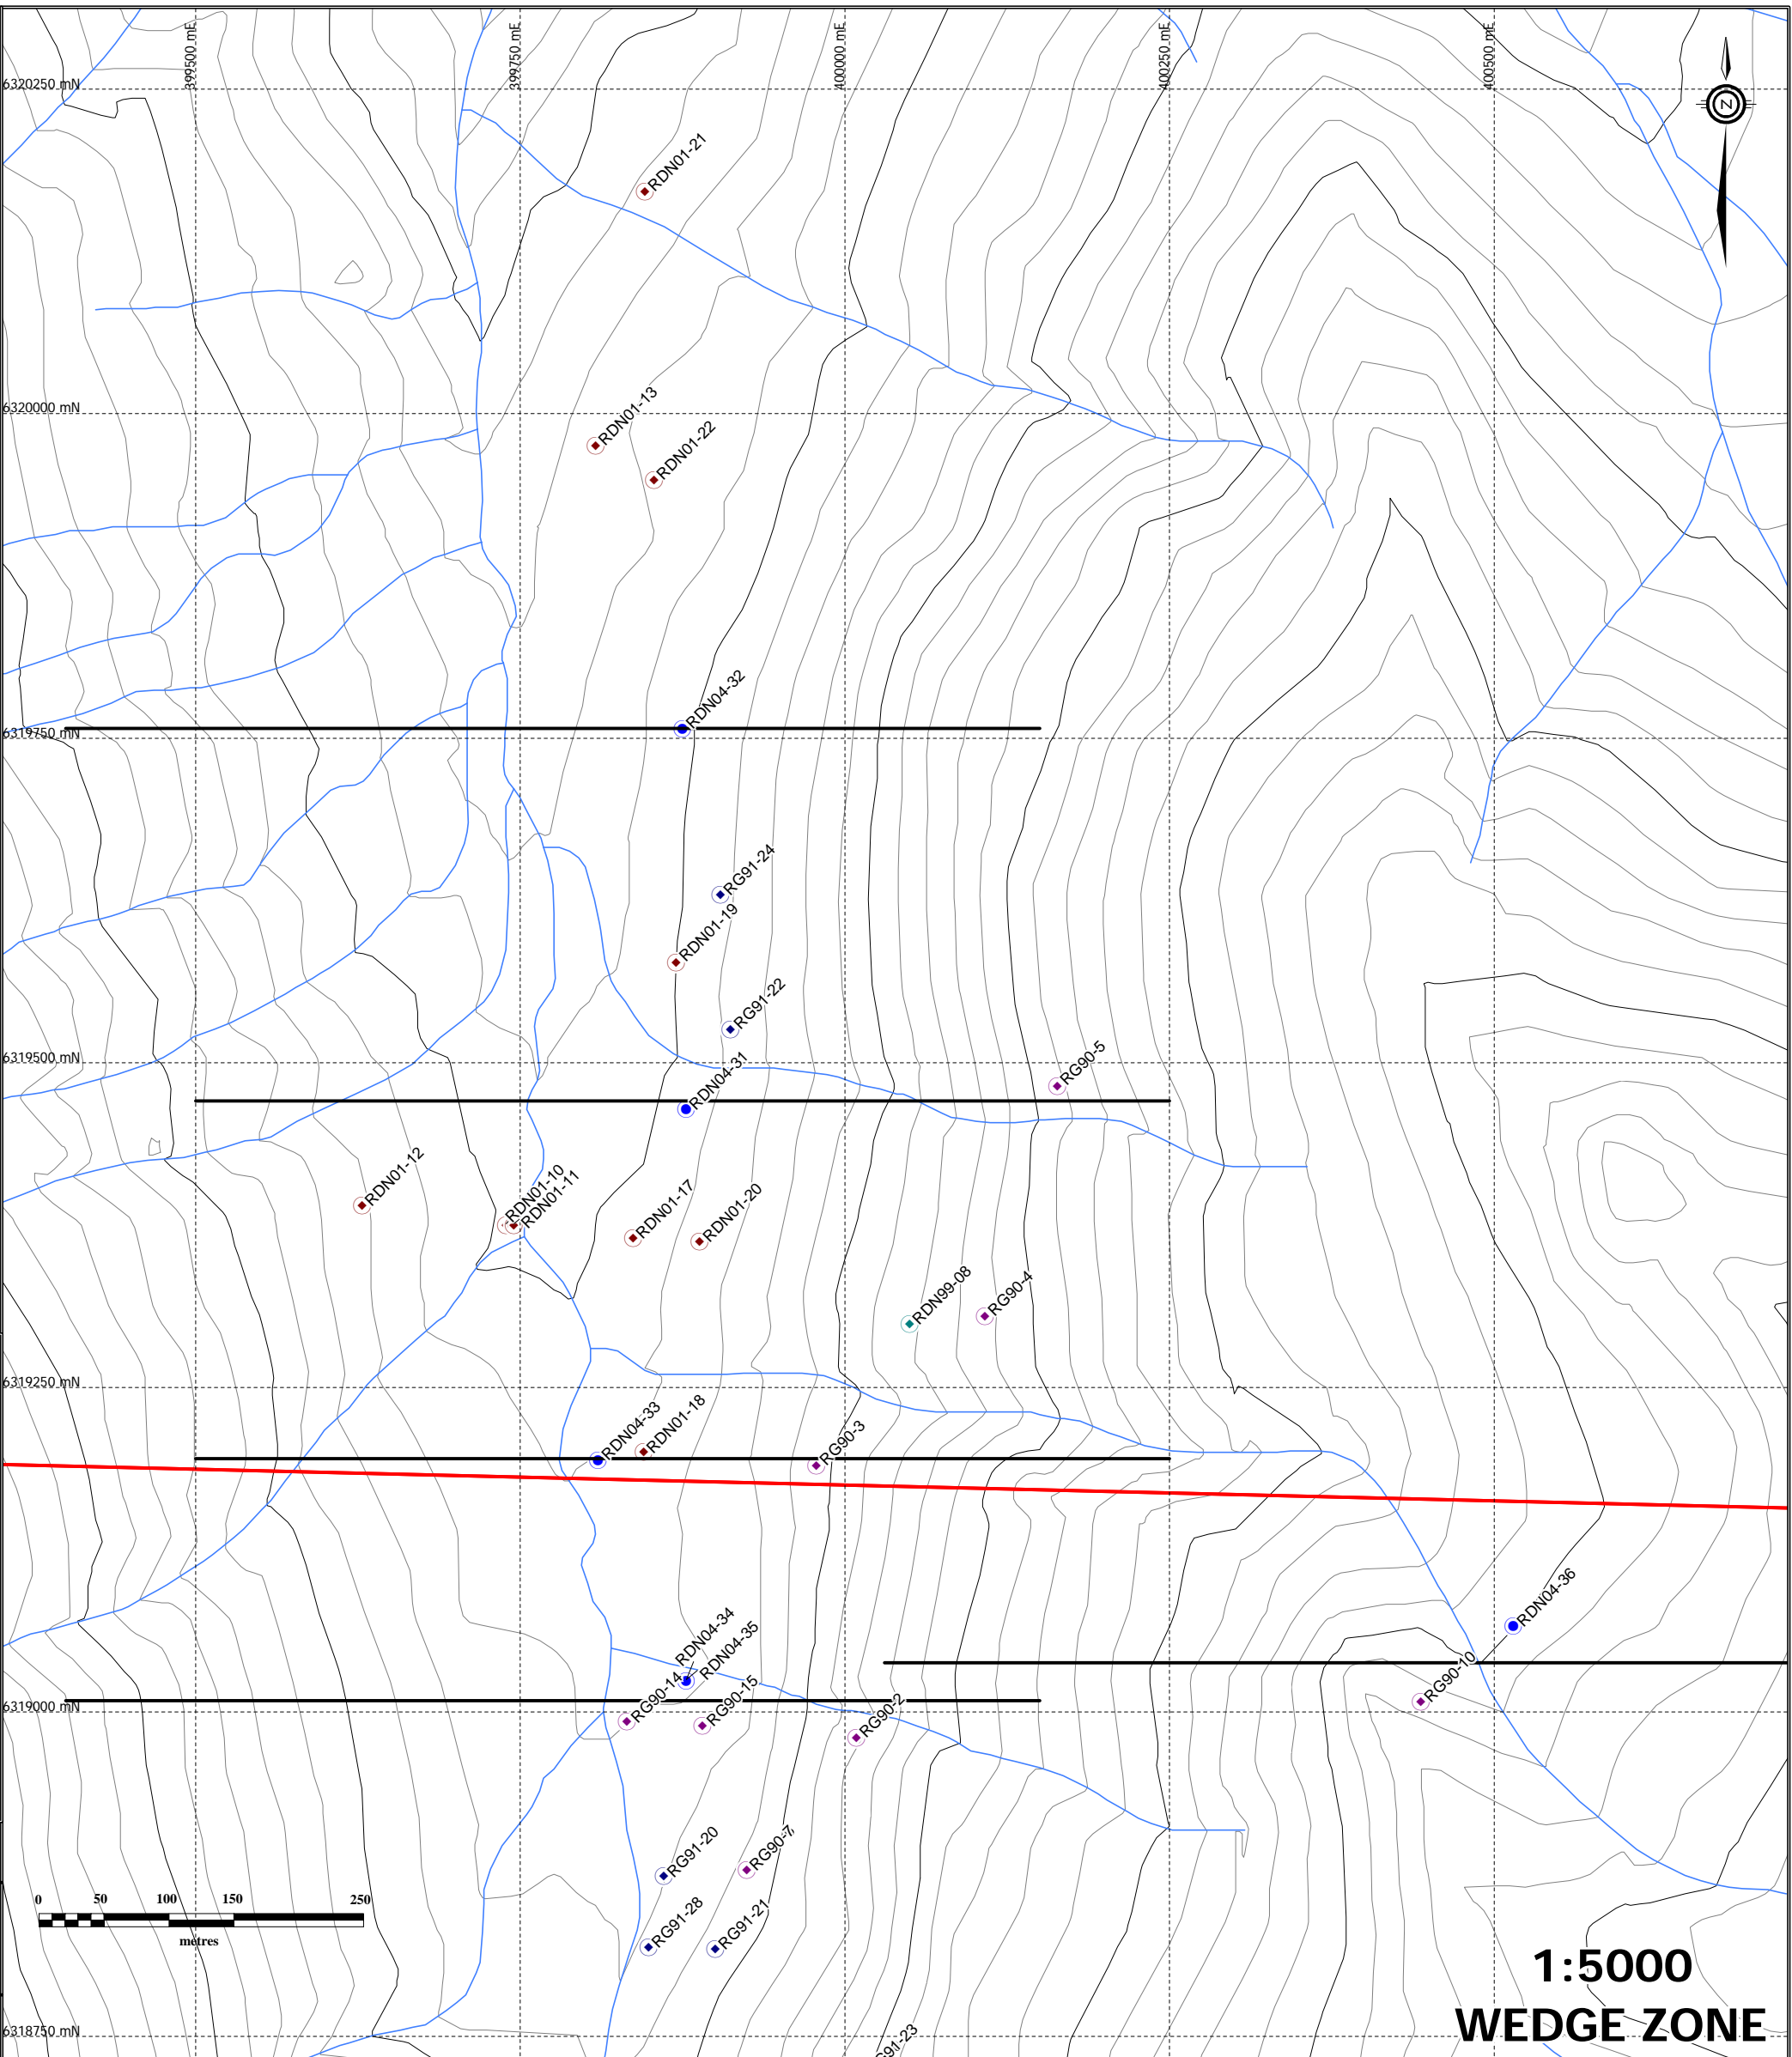 399500 mE
399750 mE
400000 mE
400250 mE
400500 mE
6320250 mN
N
RDN01-21
6320000 mN
RDN01-13
RDN01-22
RDN04-32
6319750 mN
RG91-24
RDN01-19
RG91-22
6319500 mN
RDN04-31
RG90-5
RDN01-12
RDN01-10
RDN01-11
RDN01-17
RDN01-20
RDN99-08
RG90-4
6319250 mN
RDN04-33
RDN01-18
RG90-3
RDN04-36
RDN04-34
RDN04-35
RG90-14
RG90-15
RG90-2
RG90-10
6319000 mN
RG91-20
RG90-7
RG91-28
RG91-21
0 50 100 150 250
metres
1:5000
WEDGE ZONE
6318750 mN
G91-23